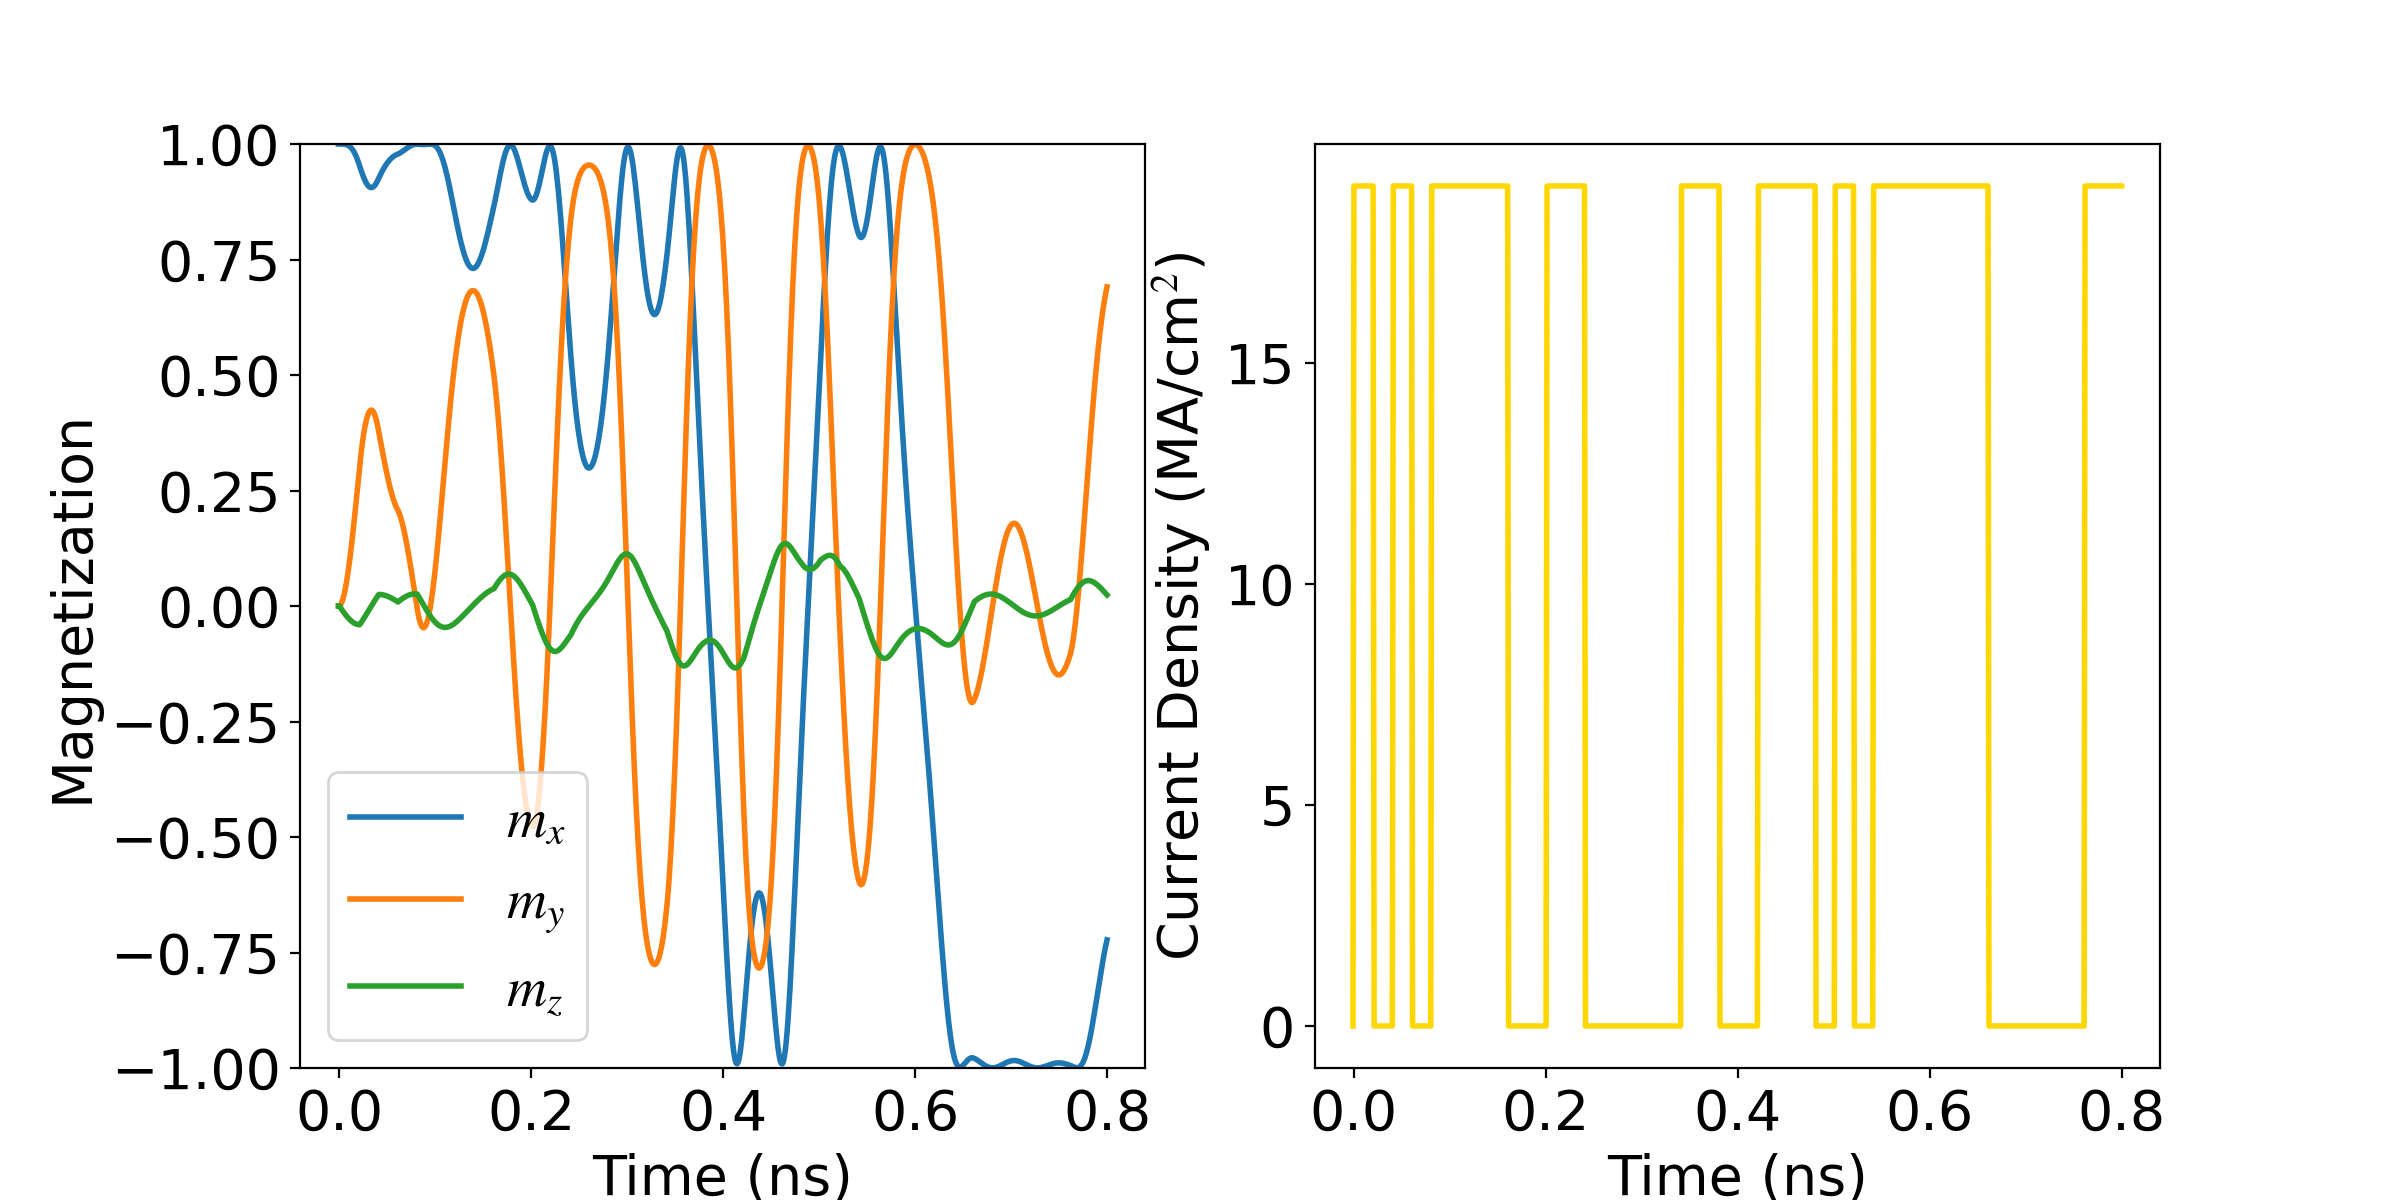 1.00
0.75
0.50
0.25
0.00
−0.25
−0.50
−0.75
−1.00
Magnetization
m_x
m_y
m_z
0.0 0.2 0.4 0.6 0.8
Time (ns)
15
10
5
0
Current Density (MA/cm²)
0.0 0.2 0.4 0.6 0.8
Time (ns)